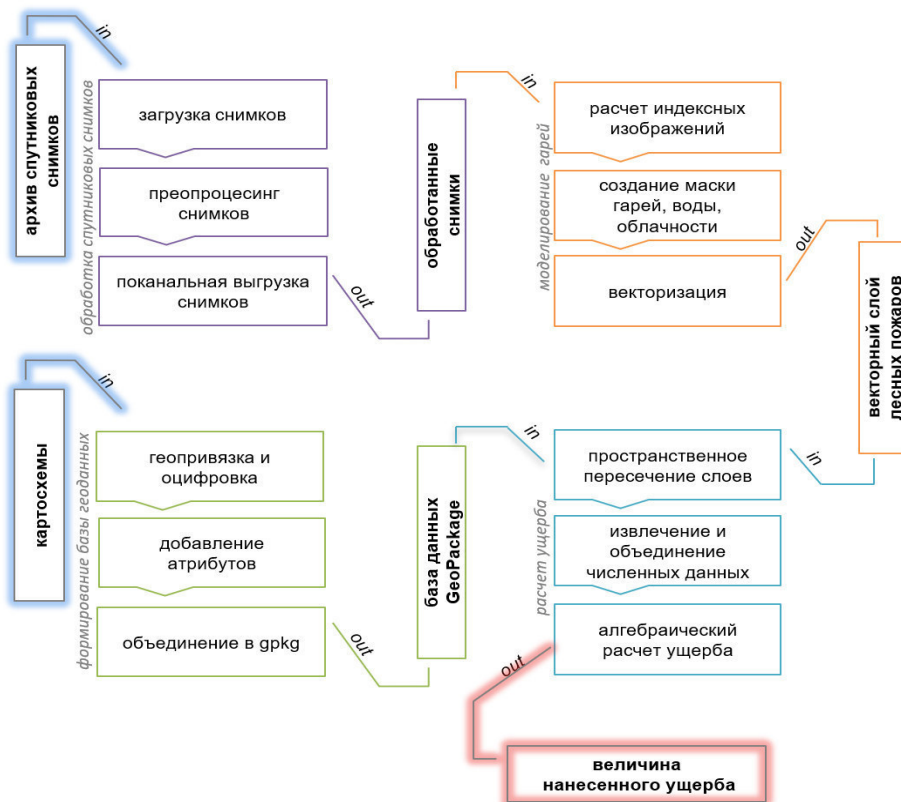 in
архив спутниковых
снимков
обработка спутниковых снимков
загрузка снимков
преопроцесинг
снимков
поканальная выгрузка
снимков
out
обработанные
снимки
in
моделирование гарей
расчет индексных
изображений
создание маски
гарей, воды,
облачности
векторизация
out
векторный слой
лесных пожаров
in
in
картосхемы
формирование базы геоданных
геопривязка и
оцифровка
добавление
атрибутов
объединение в gpkg
out
база данных
GeoPackage
in
расчет ущерба
пространственное
пересечение слоев
извлечение и
объединение
численных данных
алгебраический
расчет ущерба
out
величина
нанесенного ущерба